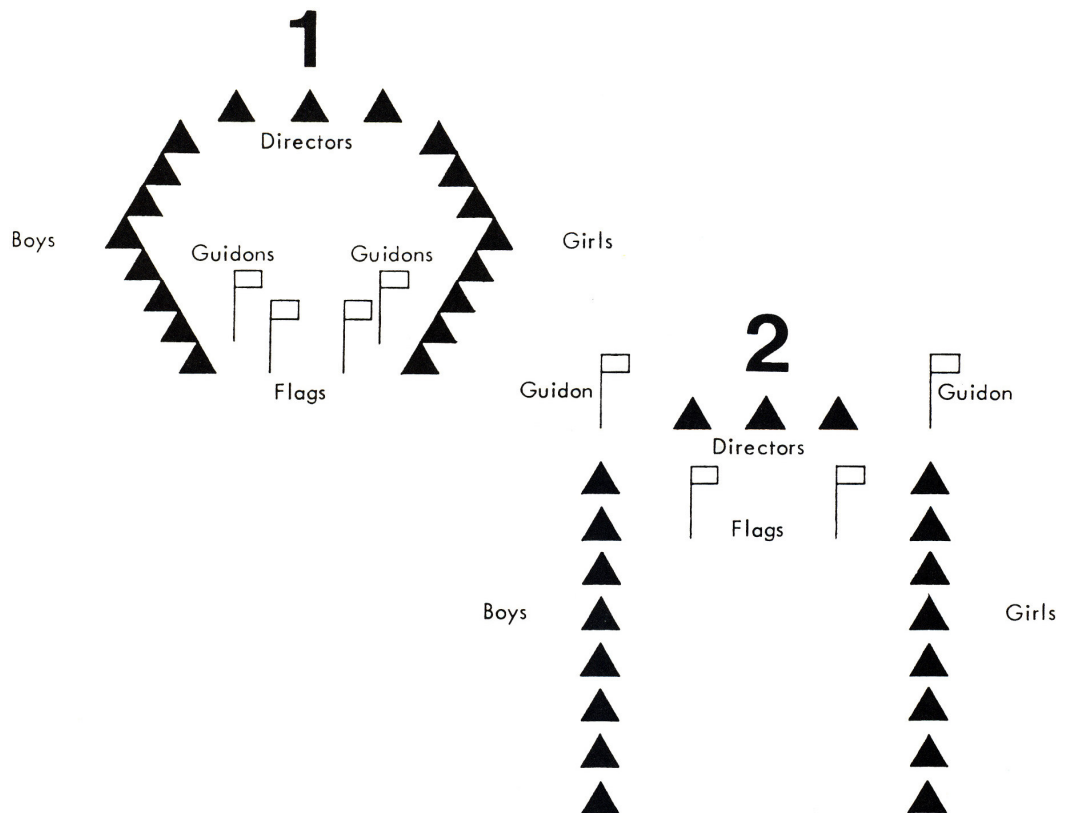 1
Directors
Boys
Girls
Guidons Guidons
Flags
2
Guidon Guidon
Directors
Flags
Boys Girls